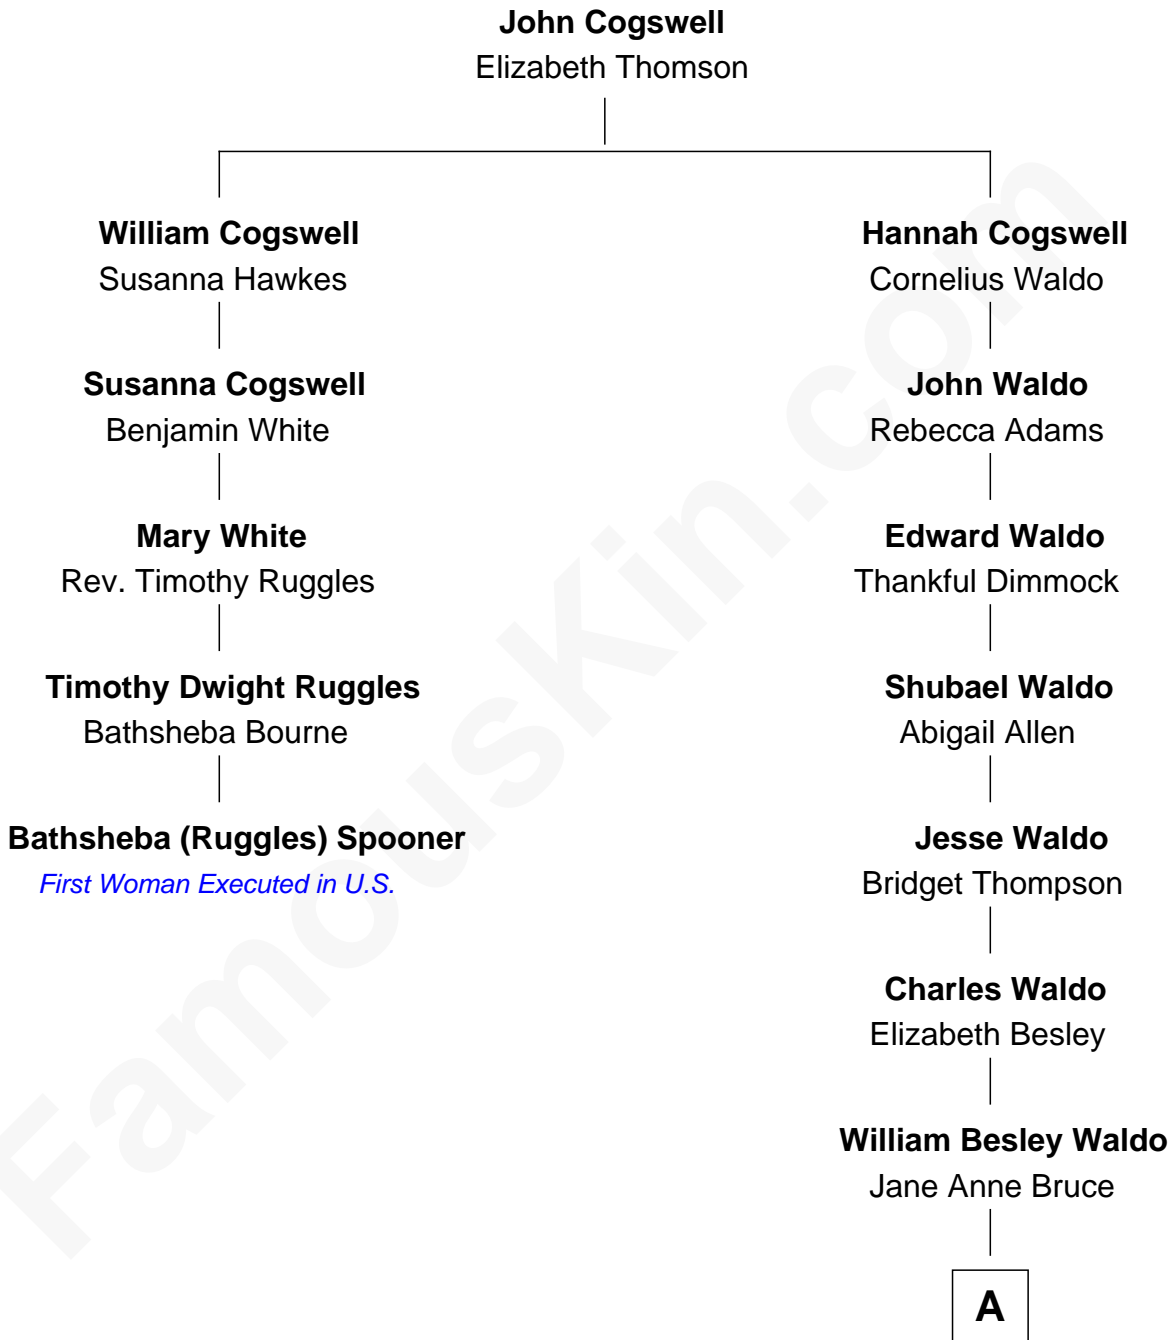 John Cogswell
Elizabeth Thomson
William Cogswell
Susanna Hawkes
Hannah Cogswell
Cornelius Waldo
Susanna Cogswell
Benjamin White
John Waldo
Rebecca Adams
Mary White
Rev. Timothy Ruggles
Edward Waldo
Thankful Dimmock
Timothy Dwight Ruggles
Bathsheba Bourne
Shubael Waldo
Abigail Allen
Bathsheba (Ruggles) Spooner
First Woman Executed in U.S.
Jesse Waldo
Bridget Thompson
Charles Waldo
Elizabeth Besley
William Besley Waldo
Jane Anne Bruce
A
FamousKin.com